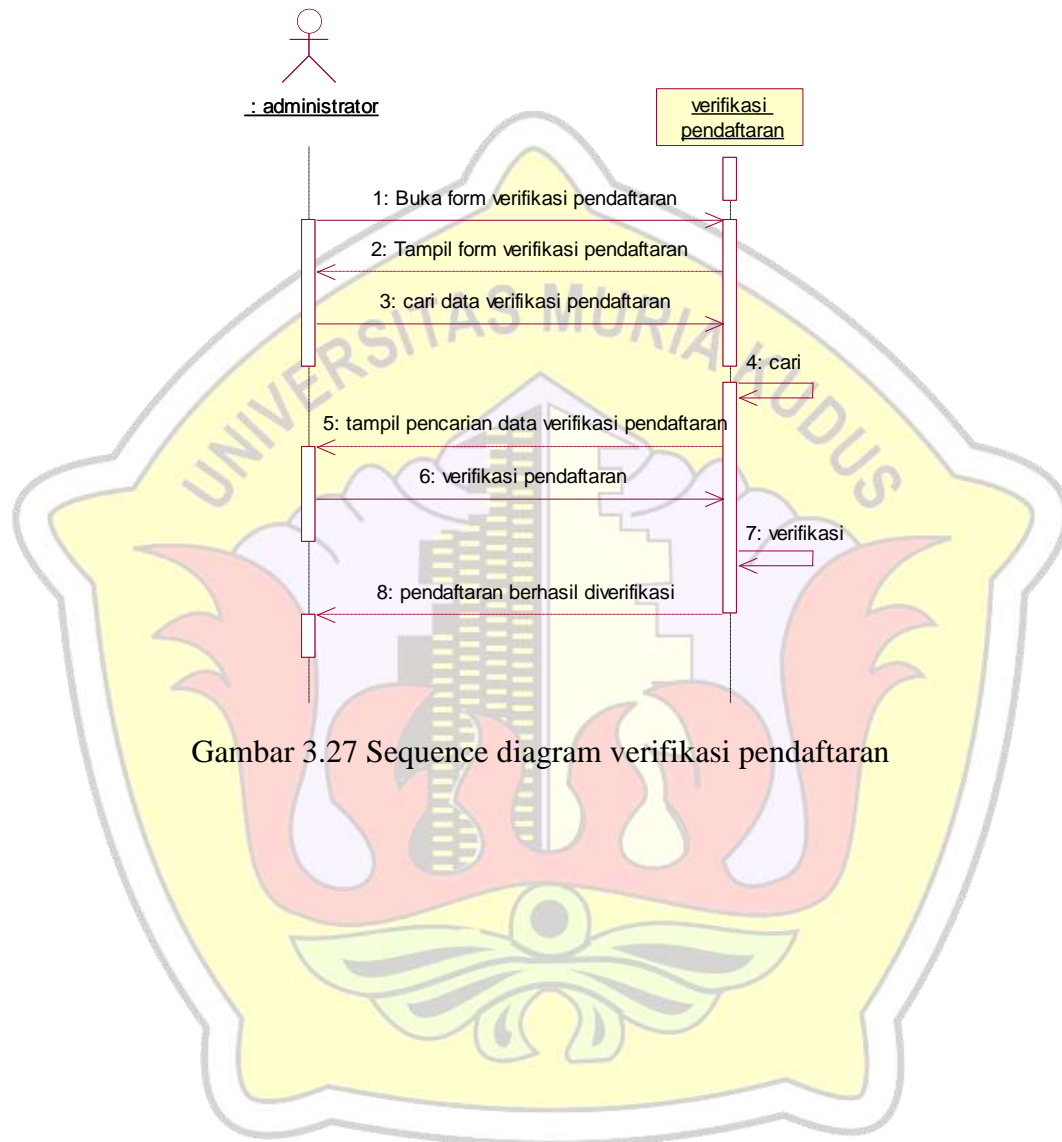 : administrator
verifikasi
pendaftaran
1: Buka form verifikasi pendaftaran
2: Tampil form verifikasi pendaftaran
3: cari data verifikasi pendaftaran
4: cari
5: tampil pencarian data verifikasi pendaftaran
6: verifikasi pendaftaran
7: verifikasi
8: pendaftaran berhasil diverifikasi
UNIVERSITAS MURIA KUDUS
Gambar 3.27 Sequence diagram verifikasi pendaftaran